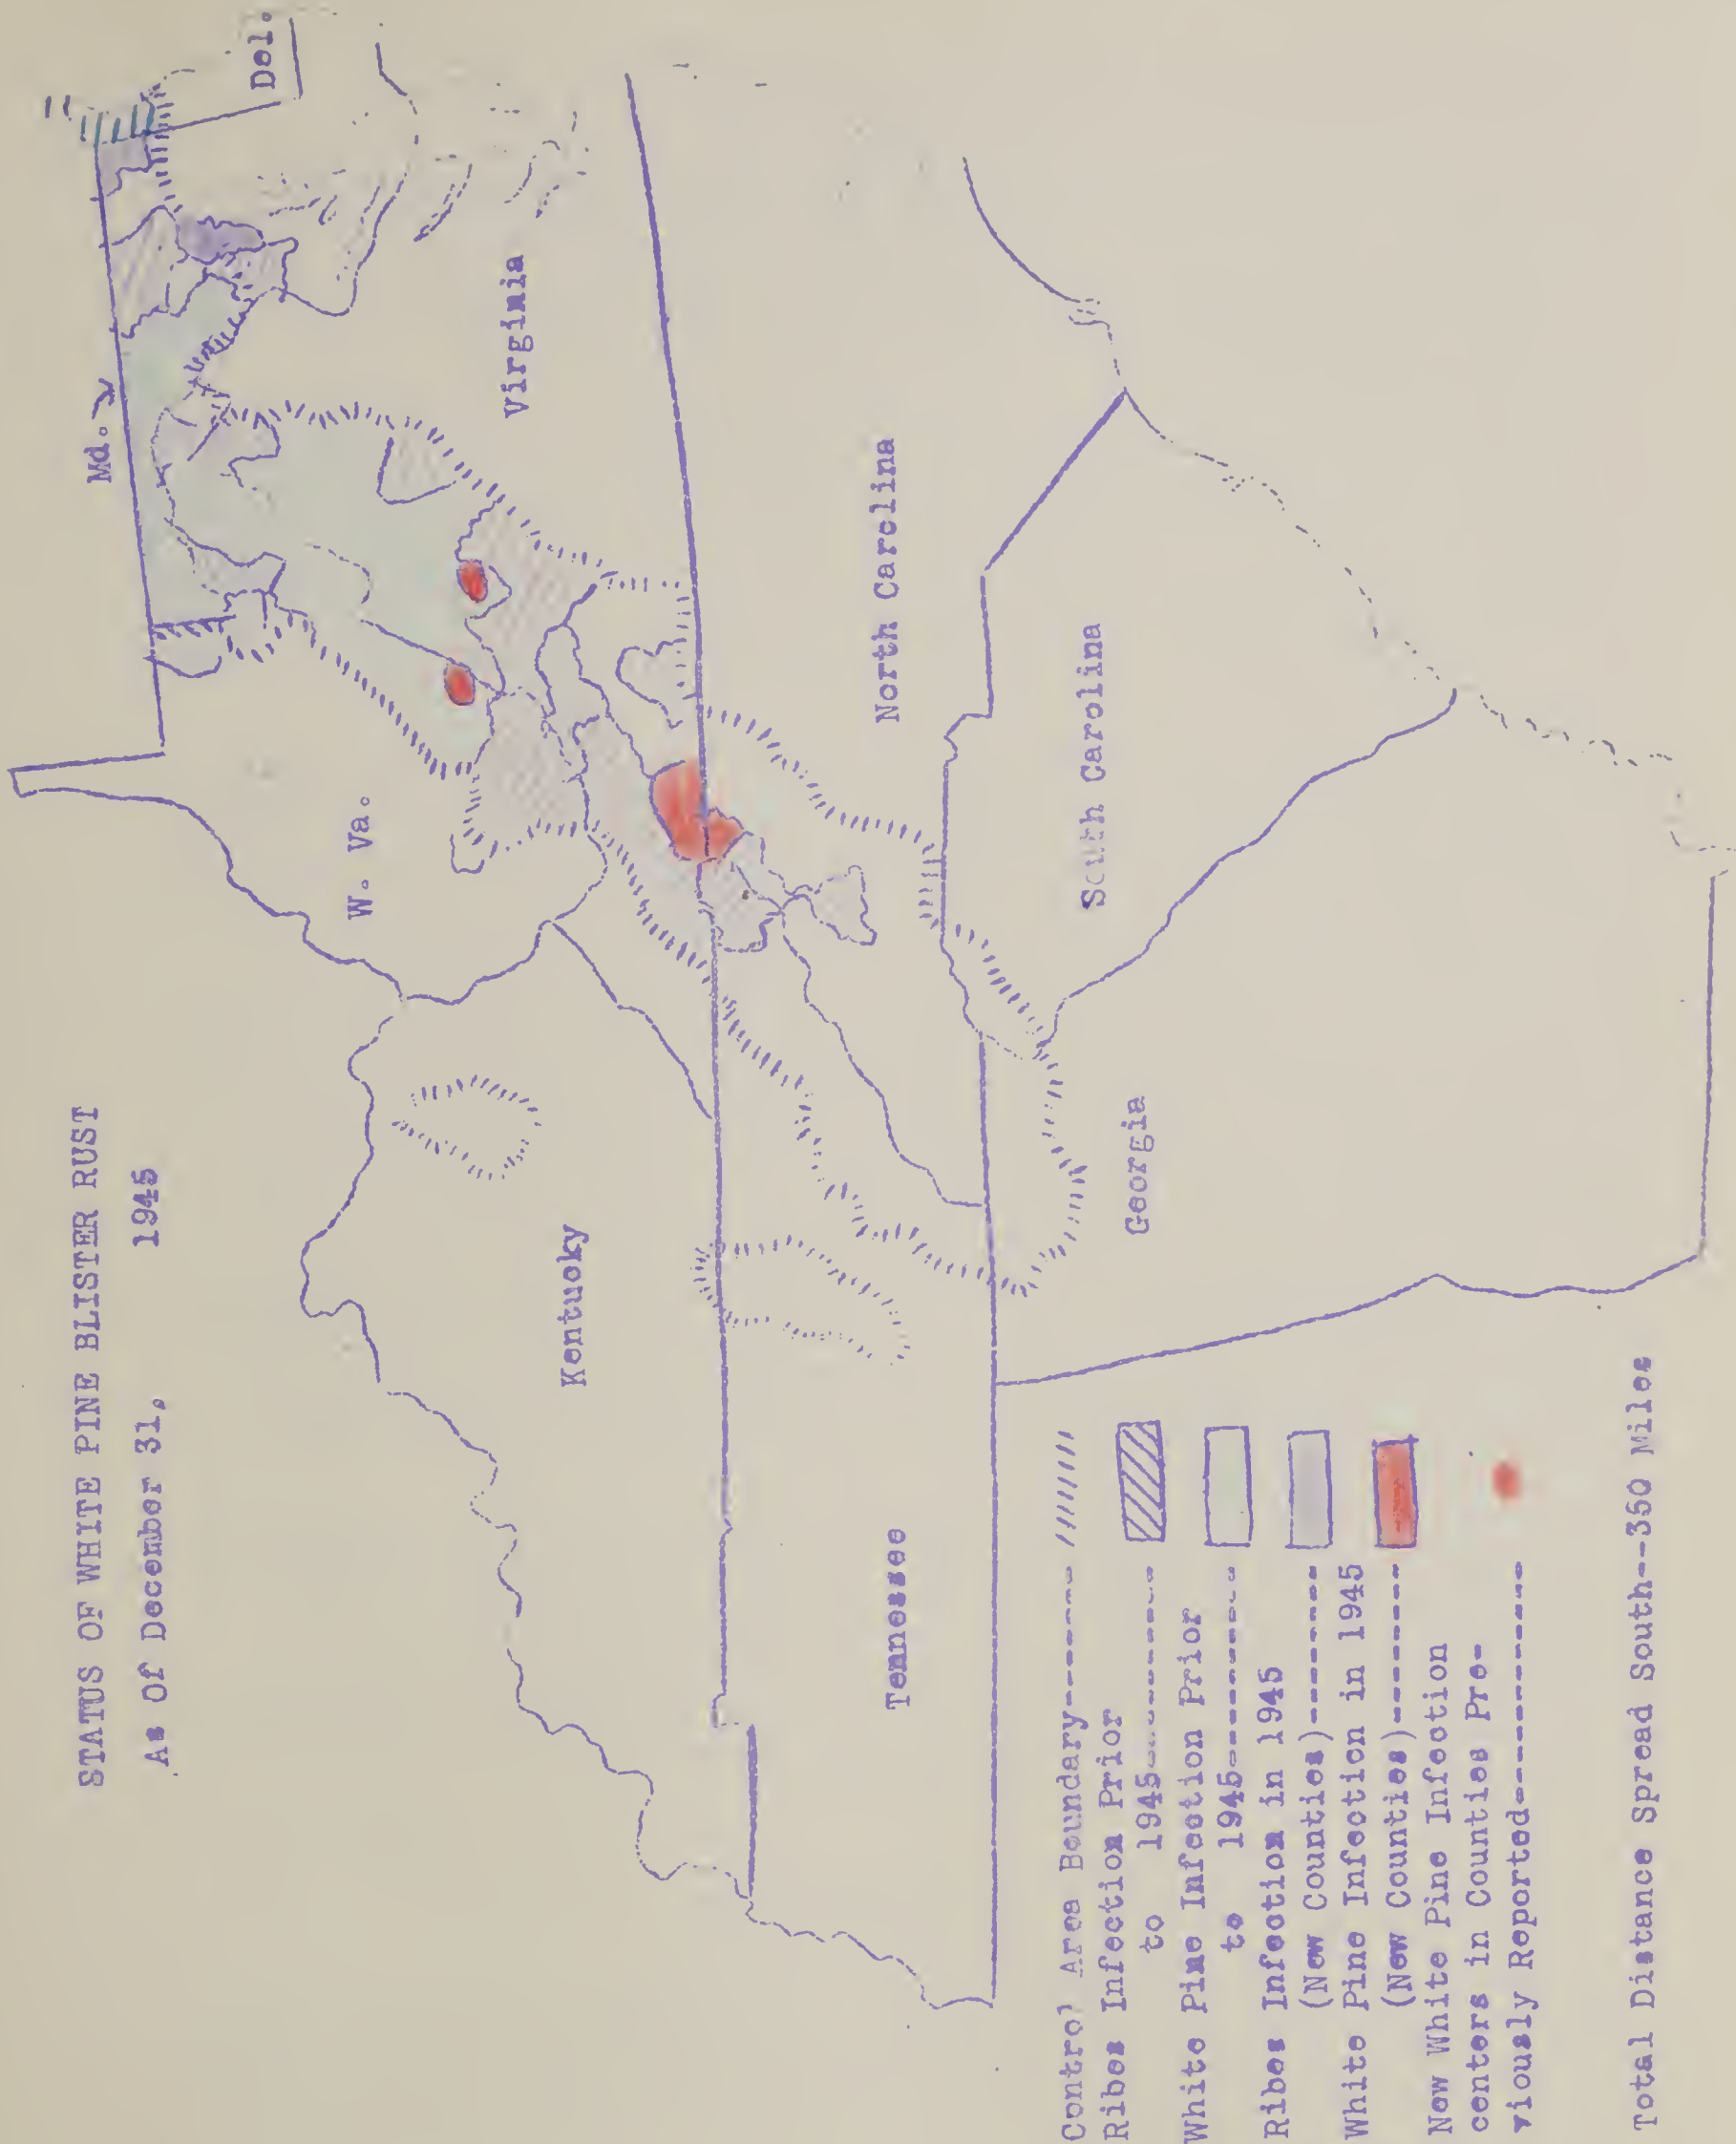 STATUS OF WHITE PINE BLISTER RUST
As Of December 31, 1945
Md.
Del.
W. Va.
Virginia
Kentucky
North Carolina
Tennessee
South Carolina
Georgia
Control Area Boundary------
Ribes Infection Prior
to 1945------------
White Pine Infection Prior
to 1945------------
Ribes Infection in 1945
(New Counties)---------
White Pine Infection in 1945
(New Counties)---------
New White Pine Infection
centers in Counties Pre-
viously Reported------------
Total Distance Spread South--350 Miles